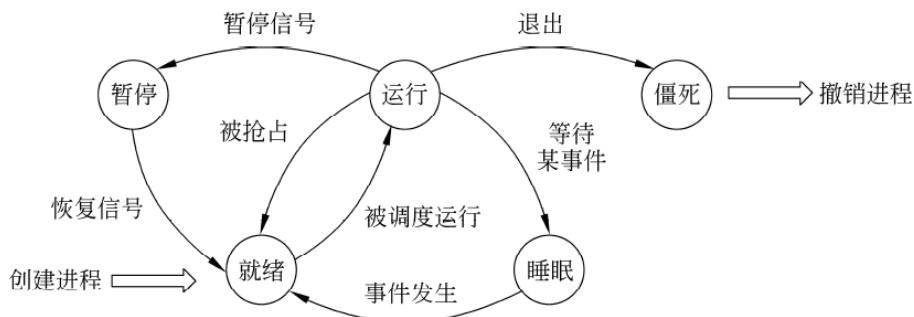 暂停信号
退出
暂停
运行
僵死
撤销进程
被抢占
等待
某事件
恢复信号
被调度运行
创建进程
就绪
睡眠
事件发生